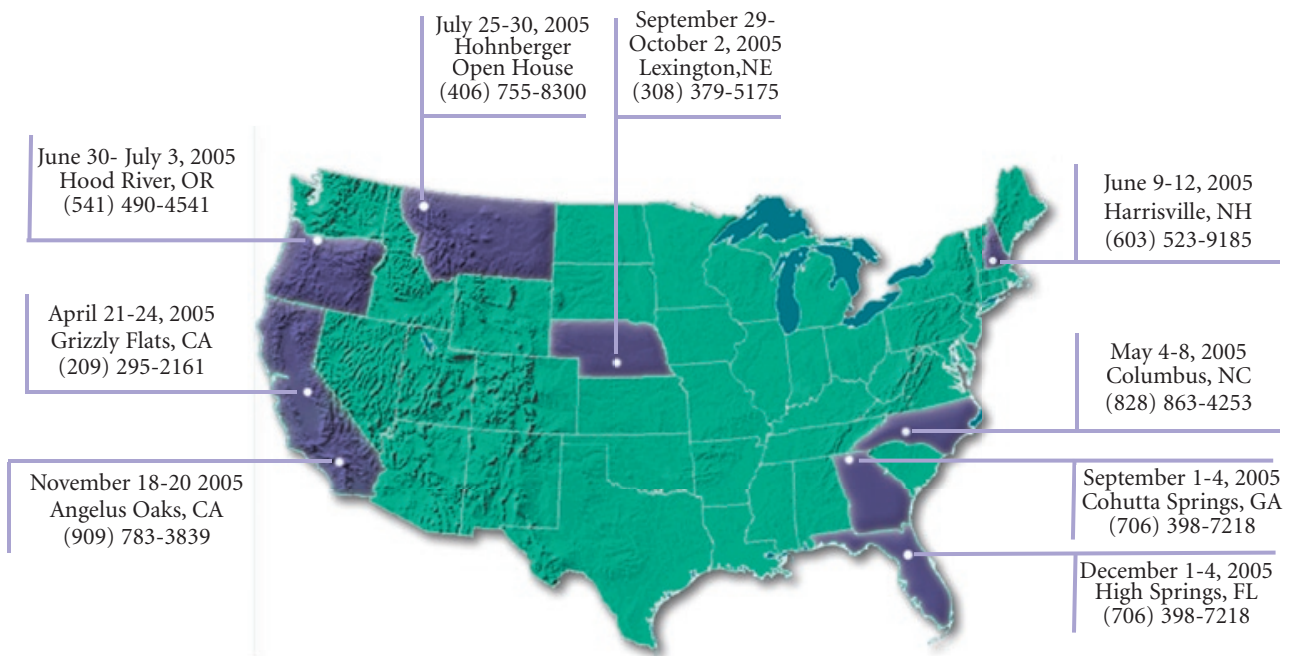 July 25-30, 2005
Hohnberger
Open House
(406) 755-8300
September 29-
October 2, 2005
Lexington,NE
(308) 379-5175
June 30- July 3, 2005
Hood River, OR
(541) 490-4541
June 9-12, 2005
Harrisville, NH
(603) 523-9185
April 21-24, 2005
Grizzly Flats, CA
(209) 295-2161
May 4-8, 2005
Columbus, NC
(828) 863-4253
November 18-20 2005
Angelus Oaks, CA
(909) 783-3839
September 1-4, 2005
Cohutta Springs, GA
(706) 398-7218
December 1-4, 2005
High Springs, FL
(706) 398-7218